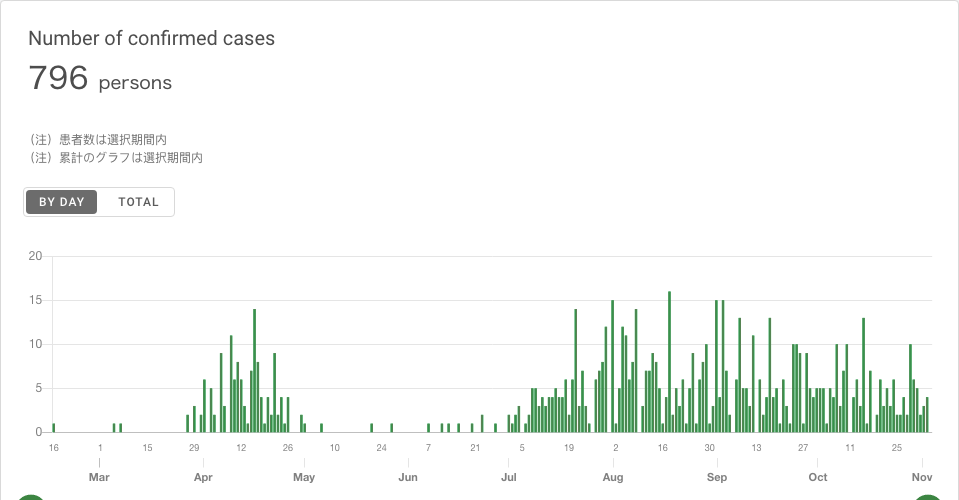 Number of confirmed cases
796 persons
（注）患者数は選択期間内
（注）累計のグラフは選択期間内
BY DAY TOTAL
20
15
10
5
0
16 1 15 29 12 26 10 24 7 21 5 19 2 16 30 13 27 11 25
Mar Apr May Jun Jul Aug Sep Oct Nov